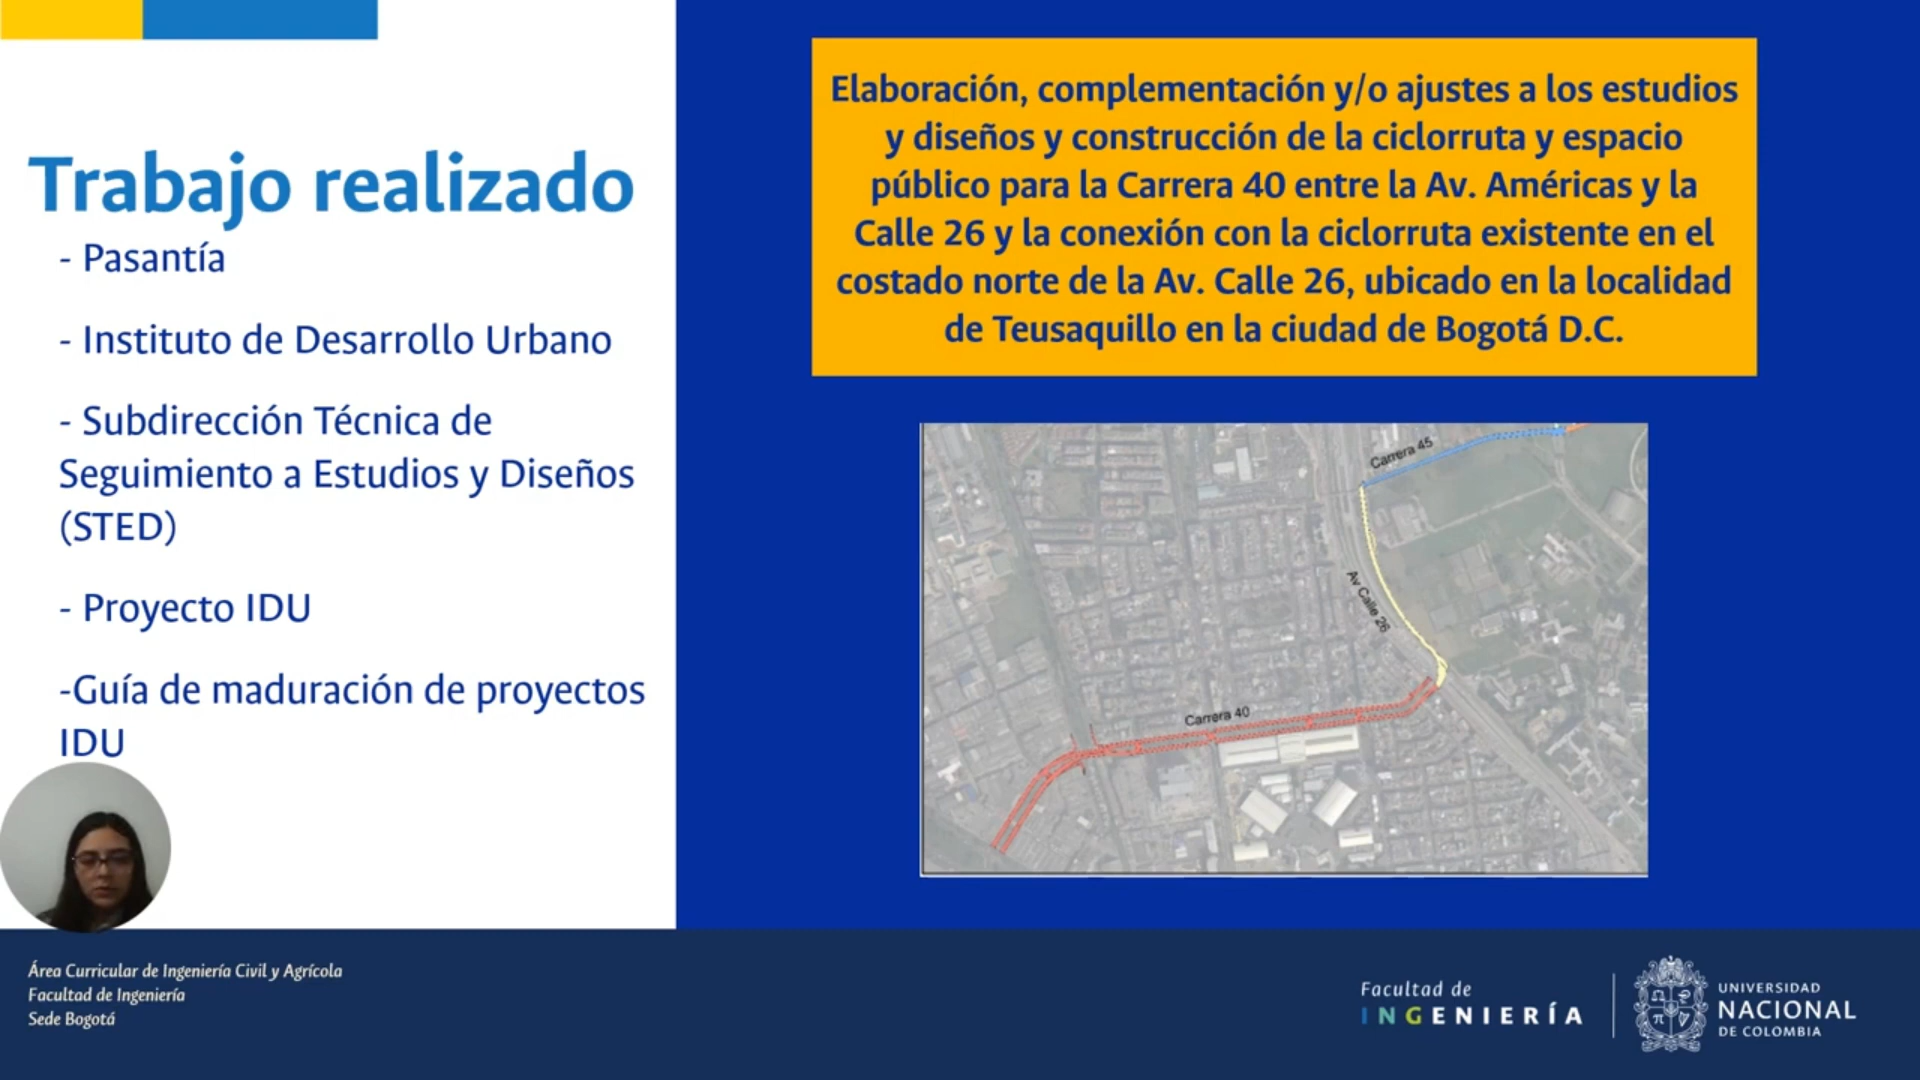 Trabajo realizado
- Pasantía
- Instituto de Desarrollo Urbano
- Subdirección Técnica de
Seguimiento a Estudios y Diseños
(STED)
- Proyecto IDU
-Guía de maduración de proyectos
IDU
Elaboración, complementación y/o ajustes a los estudios
y diseños y construcción de la ciclorruta y espacio
público para la Carrera 40 entre la Av. Américas y la
Calle 26 y la conexión con la ciclorruta existente en el
costado norte de la Av. Calle 26, ubicado en la localidad
de Teusaquillo en la ciudad de Bogotá D.C.
Carrera 45
Av Calle 26
Carrera 40
Área Curricular de Ingeniería Civil y Agrícola
Facultad de Ingeniería
Sede Bogotá
Facultad de
INGENIERÍA
UNIVERSIDAD
NACIONAL
DE COLOMBIA